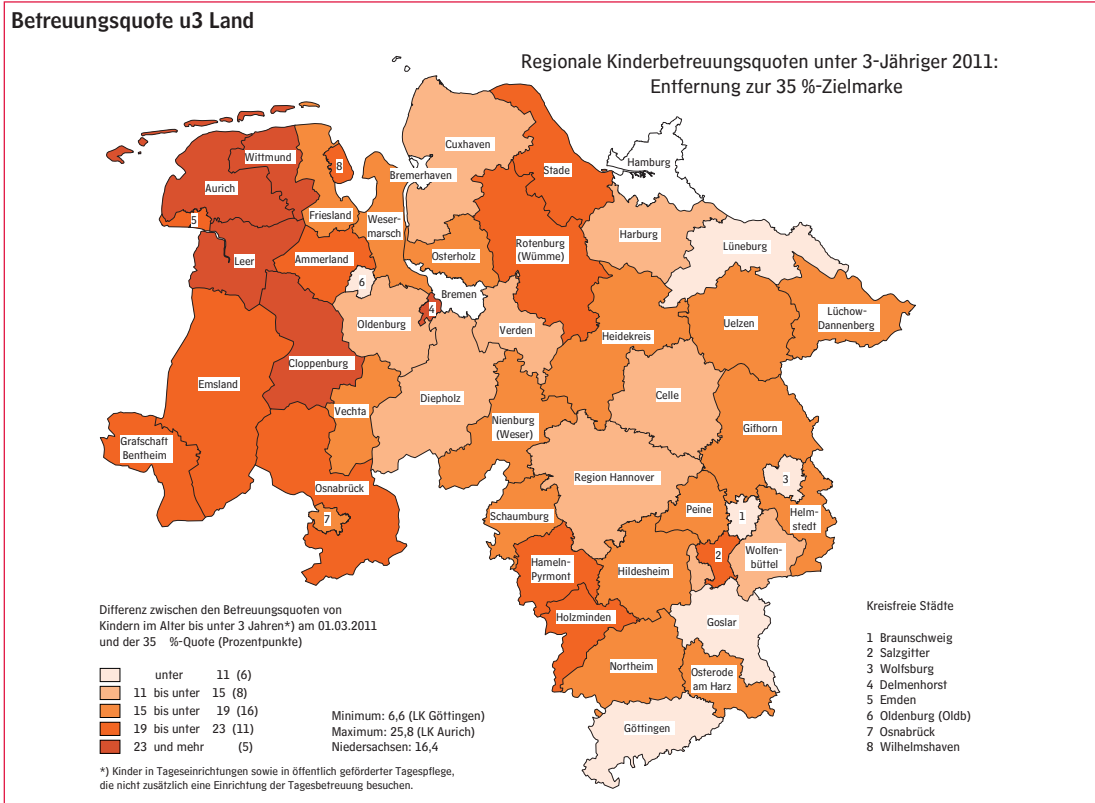 Betreuungsquote u3 Land
Regionale Kinderbetreuungsquoten unter 3-Jähriger 2011:
Entfernung zur 35 %-Zielmarke
Cuxhaven
Hamburg
Wittmund
8
Bremerhaven
Stade
Aurich
5
Friesland
Weser-
marsch
Harburg
Lüneburg
Leer
Ammerland
Osterholz
Rotenburg
(Wümme)
6
Bremen
4
Oldenburg
Verden
Heidekreis
Uelzen
Lüchow-
Dannenberg
Cloppenburg
Emsland
Diepholz
Celle
Vechta
Nienburg
(Weser)
Gifhorn
Grafschaft
Bentheim
Region Hannover
3
Osnabrück
7
Schaumburg
Peine
1
Helm-
stedt
Hameln-
Pyrmont
Hildesheim
2
Wolfen-
büttel
Holzminden
Goslar
Northeim
Osterode
am Harz
Göttingen
Differenz zwischen den Betreuungsquoten von
Kindern im Alter bis unter 3 Jahren*) am 01.03.2011
und der 35 %-Quote (Prozentpunkte)
unter 11 (6)
11 bis unter 15 (8)
15 bis unter 19 (16)
19 bis unter 23 (11)
23 und mehr (5)
Minimum: 6,6 (LK Göttingen)
Maximum: 25,8 (LK Aurich)
Niedersachsen: 16,4
*) Kinder in Tageseinrichtungen sowie in öffentlich geförderter Tagespflege,
die nicht zusätzlich eine Einrichtung der Tagesbetreuung besuchen.
Kreisfreie Städte
1 Braunschweig
2 Salzgitter
3 Wolfsburg
4 Delmenhorst
5 Emden
6 Oldenburg (Oldb)
7 Osnabrück
8 Wilhelmshaven